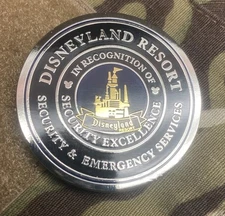 DISNEYLAND RESORT
IN RECOGNITION OF
Disneyland
SECURITY EXCELLENCE
SECURITY & EMERGENCY SERVICES